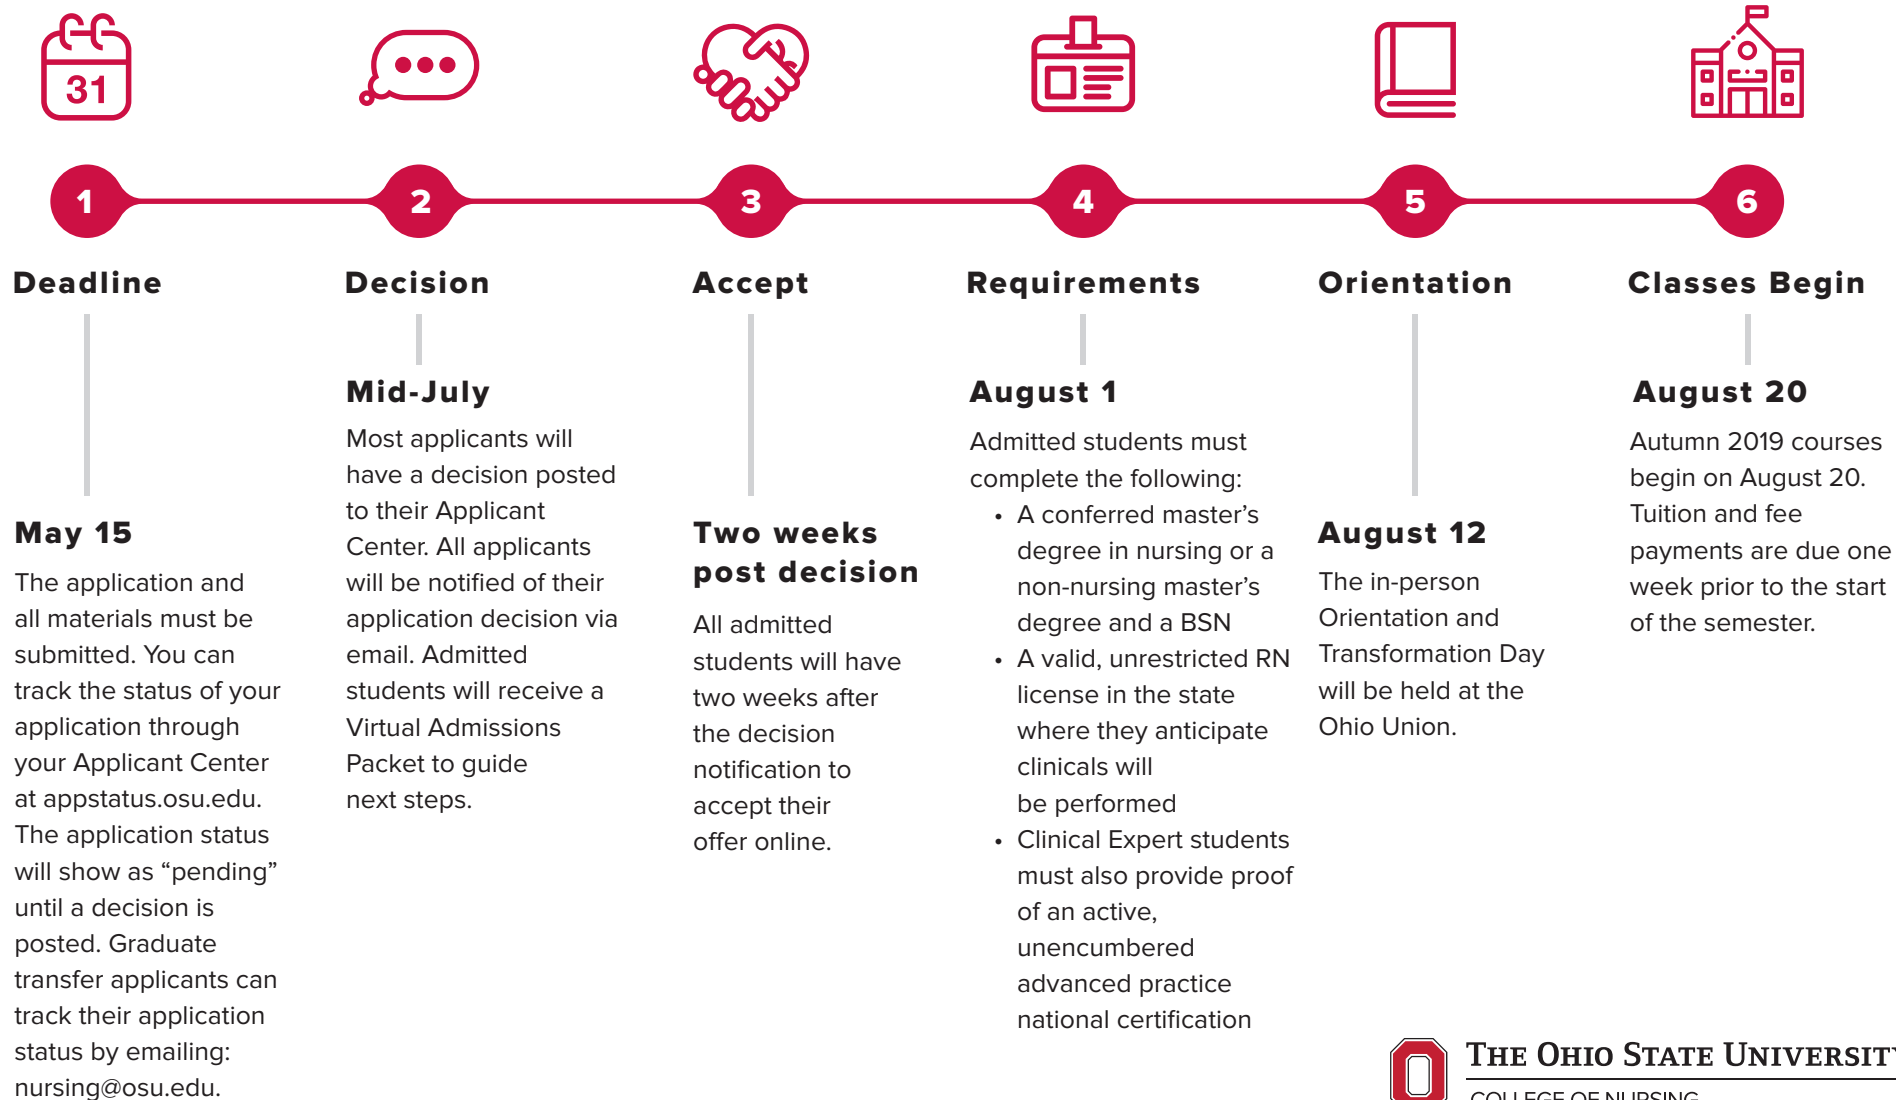 31
1
2
3
4
5
6
Deadline
May 15
The application and
all materials must be
submitted. You can
track the status of your
application through
your Applicant Center
at appstatus.osu.edu.
The application status
will show as “pending”
until a decision is
posted. Graduate
transfer applicants can
track their application
status by emailing:
nursing@osu.edu.
Decision
Mid-July
Most applicants will
have a decision posted
to their Applicant
Center. All applicants
will be notified of their
application decision via
email. Admitted
students will receive a
Virtual Admissions
Packet to guide
next steps.
Accept
Two weeks
post decision
All admitted
students will have
two weeks after
the decision
notification to
accept their
offer online.
Requirements
August 1
Admitted students must
complete the following:
• A conferred master’s
degree in nursing or a
non-nursing master’s
degree and a BSN
• A valid, unrestricted RN
license in the state
where they anticipate
clinicals will
be performed
• Clinical Expert students
must also provide proof
of an active,
unencumbered
advanced practice
national certification
Orientation
August 12
The in-person
Orientation and
Transformation Day
will be held at the
Ohio Union.
Classes Begin
August 20
Autumn 2019 courses
begin on August 20.
Tuition and fee
payments are due one
week prior to the start
of the semester.
THE OHIO STATE UNIVERSITY
COLLEGE OF NURSING